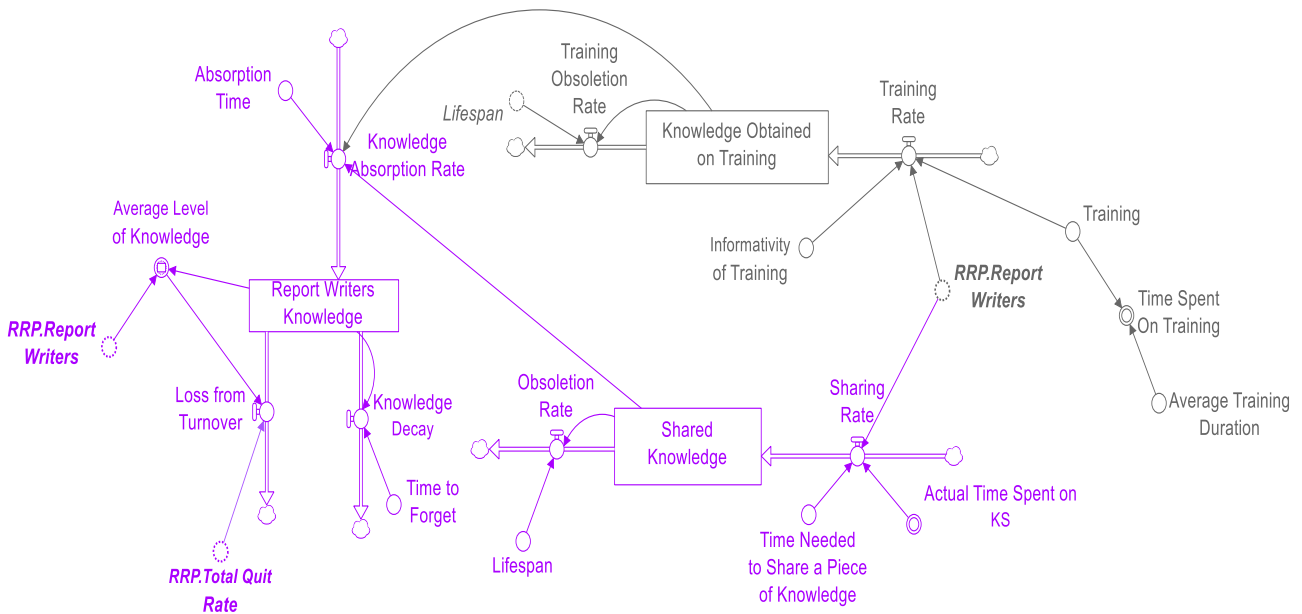 Absorption
Time
Knowledge
Absorption Rate
Training
Obsoletion
Rate
Lifespan
Knowledge Obtained
on Training
Training
Rate
Informativity
of Training
RRP.Report
Writers
Training
Time Spent
On Training
Average Training
Duration
Average Level
of Knowledge
RRP.Report
Writers
Report Writers
Knowledge
Loss from
Turnover
Knowledge
Decay
Time to
Forget
RRP.Total Quit
Rate
Obsoletion
Rate
Shared
Knowledge
Lifespan
Sharing
Rate
Time Needed
to Share a Piece
of Knowledge
Actual Time Spent on
KS